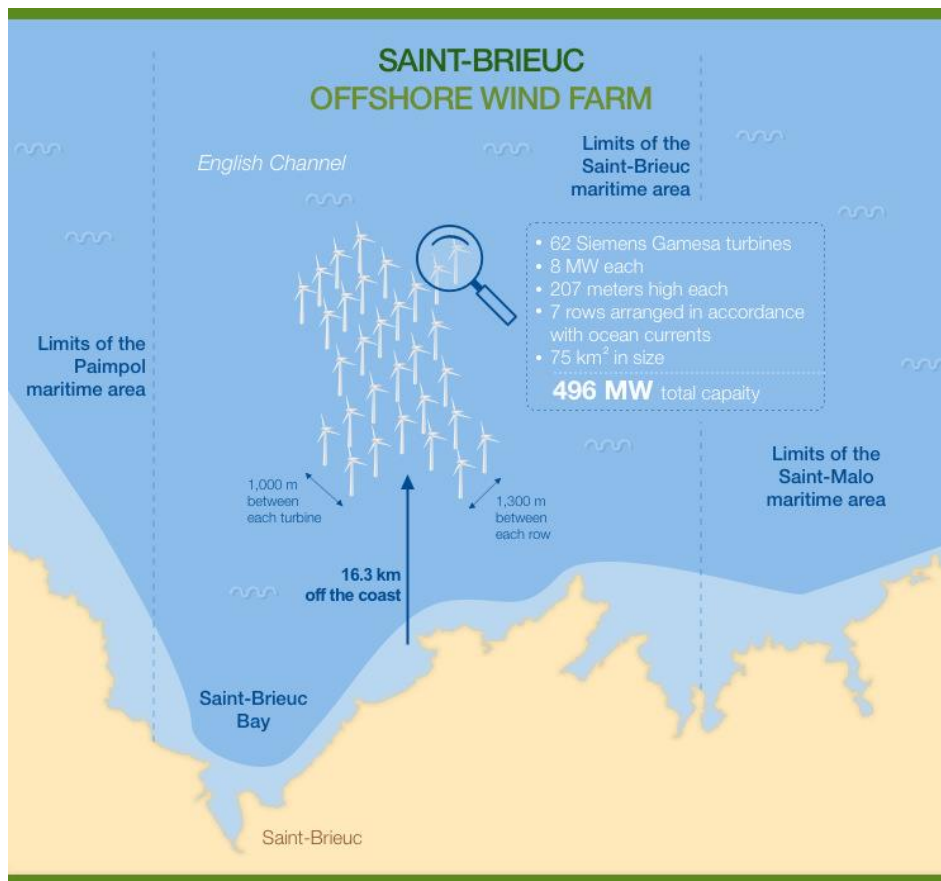 SAINT-BRIEUC
OFFSHORE WIND FARM
English Channel
Limits of the
Saint-Brieuc
maritime area
• 62 Siemens Gamesa turbines
• 8 MW each
• 207 meters high each
• 7 rows arranged in accordance
with ocean currents
• 75 km² in size
496 MW total capaity
Limits of the
Paimpol
maritime area
Limits of the
Saint-Malo
maritime area
1,000 m
between
each turbine
1,300 m
between
each row
16.3 km
off the coast
Saint-Brieuc
Bay
Saint-Brieuc